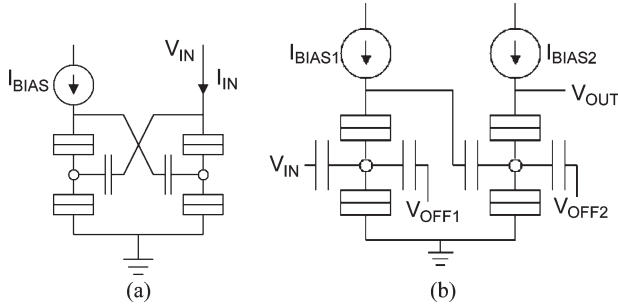 V_IN
I_BIAS
I_IN
(a)
I_BIAS1
I_BIAS2
V_OUT
V_IN
V_OFF1
V_OFF2
(b)